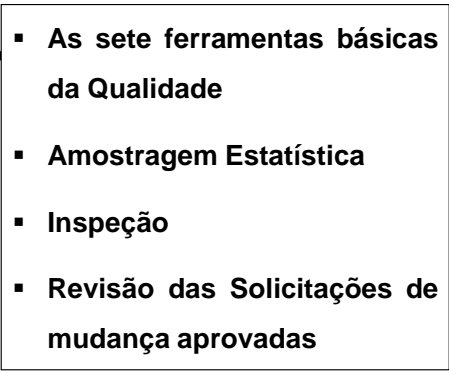 ▪ As sete ferramentas básicas
da Qualidade
▪ Amostragem Estatística
▪ Inspeção
▪ Revisão das Solicitações de
mudança aprovadas